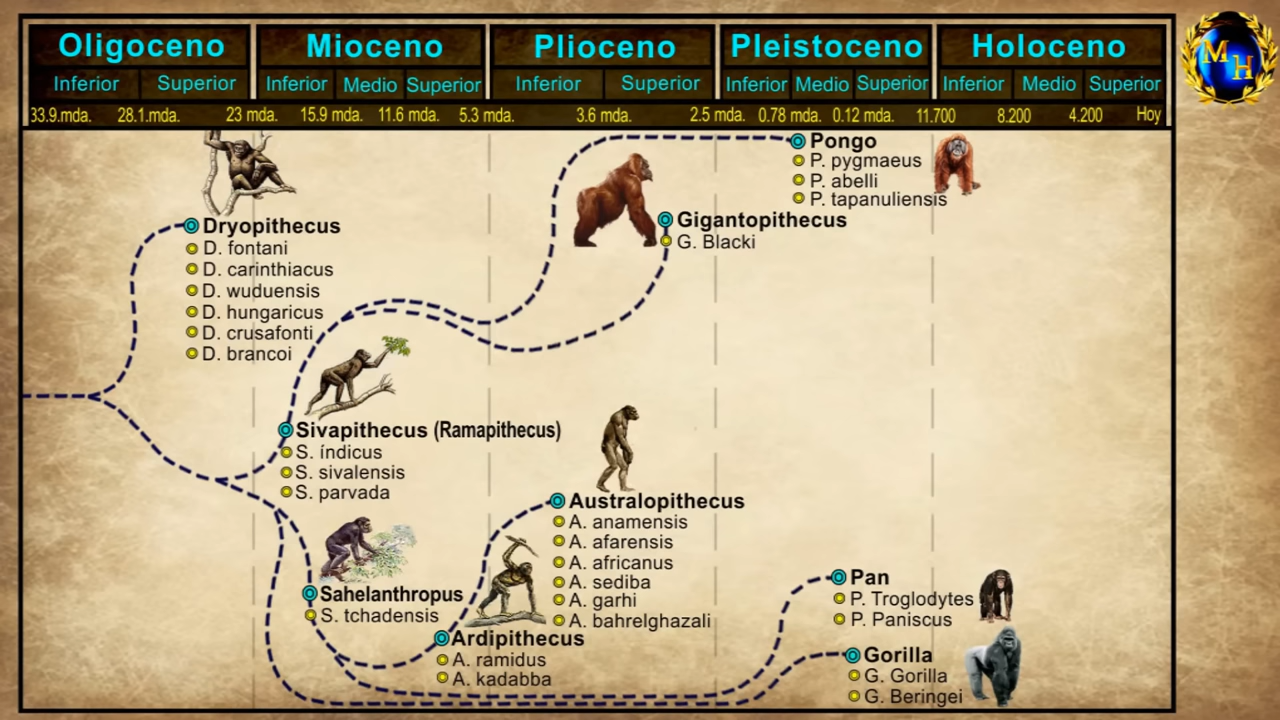 Oligoceno Mioceno Plioceno Pleistoceno Holoceno
Inferior Superior Inferior Medio Superior Inferior Superior Inferior Medio Superior Inferior Medio Superior
33.9.mda. 28.1.mda. 23 mda. 15.9 mda. 11.6 mda. 5.3 mda. 3.6 mda. 2.5 mda. 0.78 mda. 0.12 mda. 11.700 8.200 4.200 Hoy
M H
Pongo
P. pygmaeus
P. abelli
P. tapanuliensis
Gigantopithecus
G. Blacki
Dryopithecus
D. fontani
D. carinthiacus
D. wuduensis
D. hungaricus
D. crusafonti
D. brancoi
Sivapithecus (Ramapithecus)
S. índicus
S. sivalensis
S. parvada
Australopithecus
A. anamensis
A. afarensis
A. africanus
A. sediba
A. garhi
A. bahrelghazali
Sahelanthropus
S. tchadensis
Ardipithecus
A. ramidus
A. kadabba
Pan
P. Troglodytes
P. Paniscus
Gorilla
G. Gorilla
G. Beringei